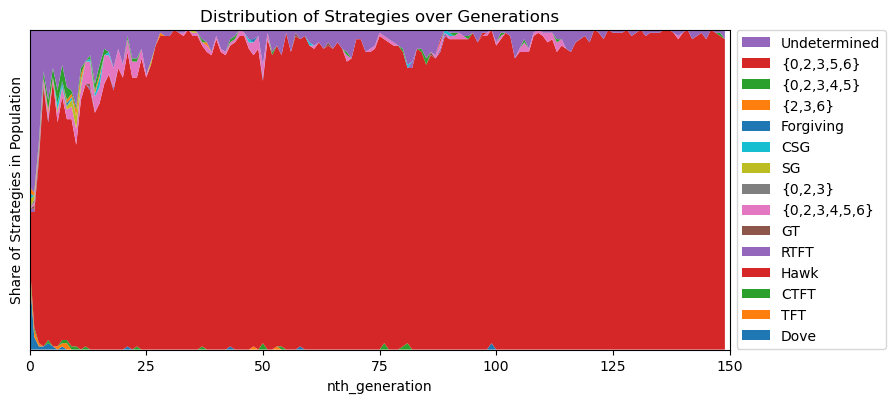 Distribution of Strategies over Generations
Share of Strategies in Population
0
25
50
75
100
125
150
nth_generation
Undetermined
{0,2,3,5,6}
{0,2,3,4,5}
{2,3,6}
Forgiving
CSG
SG
{0,2,3}
{0,2,3,4,5,6}
GT
RTFT
Hawk
CTFT
TFT
Dove